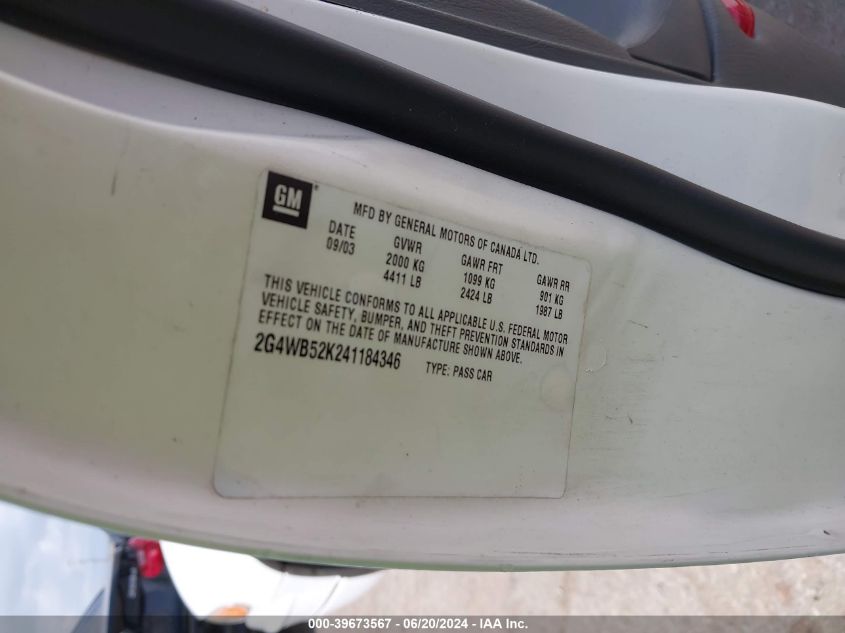 GM ®
MFD BY GENERAL MOTORS OF CANADA LTD.
DATE GVWR GAWR FRT GAWR RR
09/03 2000 KG 1099 KG 901 KG
4411 LB 2424 LB 1987 LB
THIS VEHICLE CONFORMS TO ALL APPLICABLE U.S. FEDERAL MOTOR
VEHICLE SAFETY, BUMPER, AND THEFT PREVENTION STANDARDS IN
EFFECT ON THE DATE OF MANUFACTURE SHOWN ABOVE.
2G4WB52K241184346 TYPE: PASS CAR
000-39673567 - 06/20/2024 - IAA Inc.